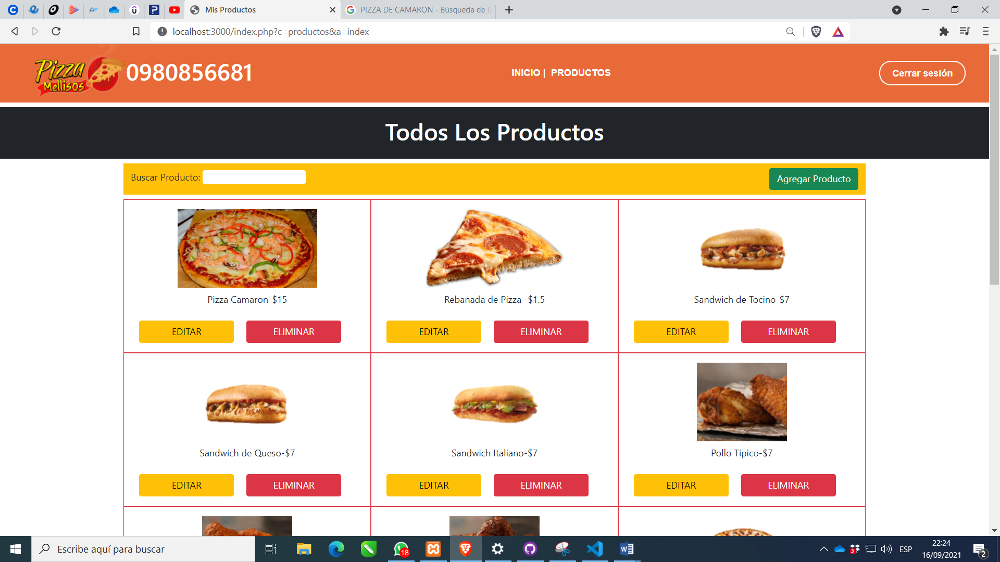 Mis Productos
PIZZA DE CAMARON - Búsqueda de G
localhost:3000/index.php?c=productos&a=index
Pizza
Mellisos
0980856681
INICIO | PRODUCTOS
Cerrar sesión
Todos Los Productos
Buscar Producto:
Agregar Producto
Pizza Camaron-$15
Rebanada de Pizza -$1.5
Sandwich de Tocino-$7
EDITAR
ELIMINAR
EDITAR
ELIMINAR
EDITAR
ELIMINAR
Sandwich de Queso-$7
Sandwich Italiano-$7
Pollo Tipico-$7
EDITAR
ELIMINAR
EDITAR
ELIMINAR
EDITAR
ELIMINAR
Escribe aquí para buscar
18
3
ESP
22:24
16/09/2021
2